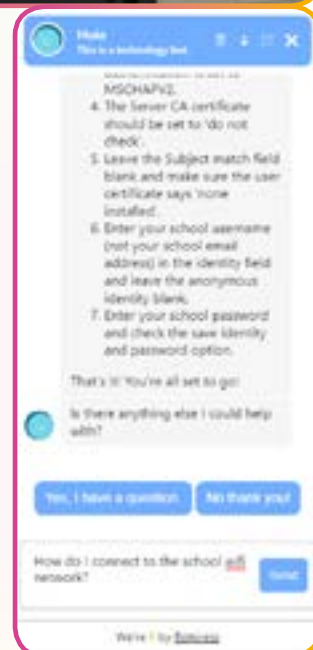 This is a technology bot
MSCHAPV2.
4. The Server CA certificate
should be set to 'do not
check'.
5. Leave the Subject match field
blank and make sure the user
certificate says 'none
installed'.
6. Enter your school username
(not your school email
address) in the identity field
and leave the anonymous
identity blank.
7. Enter your school password
and check the save identity
and password option.
That's it! You're all set to go!
Is there anything else I could help
with?
Yes, I have a question
No thank you!
How do I connect to the school wifi
network?
Send
by Botpress